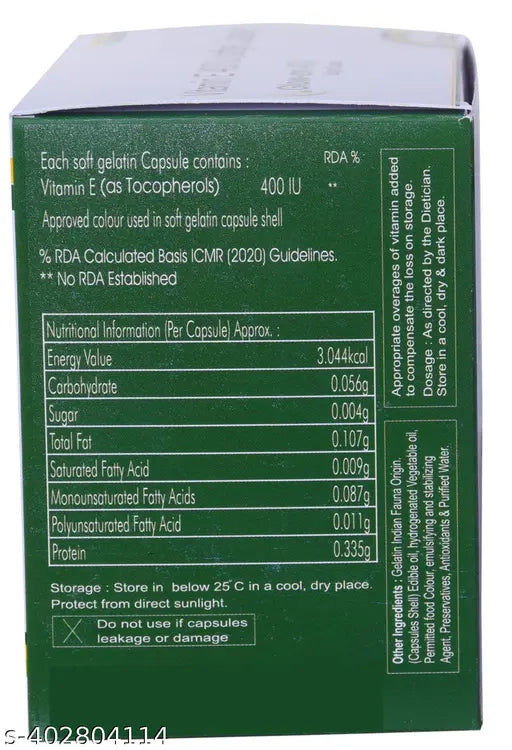 Each soft gelatin Capsule contains : RDA %
Vitamin E (as Tocopherols) 400 IU **
Approved colour used in soft gelatin capsule shell
% RDA Calculated Basis ICMR (2020) Guidelines.
** No RDA Established
Nutritional Information (Per Capsule) Approx. :
Energy Value 3.044kcal
Carbohydrate 0.056g
Sugar 0.004g
Total Fat 0.107g
Saturated Fatty Acid 0.009g
Monounsaturated Fatty Acids 0.087g
Polyunsaturated Fatty Acid 0.011g
Protein 0.335g
Storage : Store in below 25°C in a cool, dry place.
Protect from direct sunlight.
Do not use if capsules
leakage or damage
Appropriate overages of vitamin added
to compensate the loss on storage.
Dosage : As directed by the Dietician.
Store in a cool, dry & dark place.
Other Ingredients : Gelatin Indian Fauna Origin.
(Capsules Shell) Edible oil, hydrogenated Vegetable oil,
Permitted food Colour, emulsifying and stabilizing
Agent, Preservatives, Antioxidants & Purified Water.
s-402804114